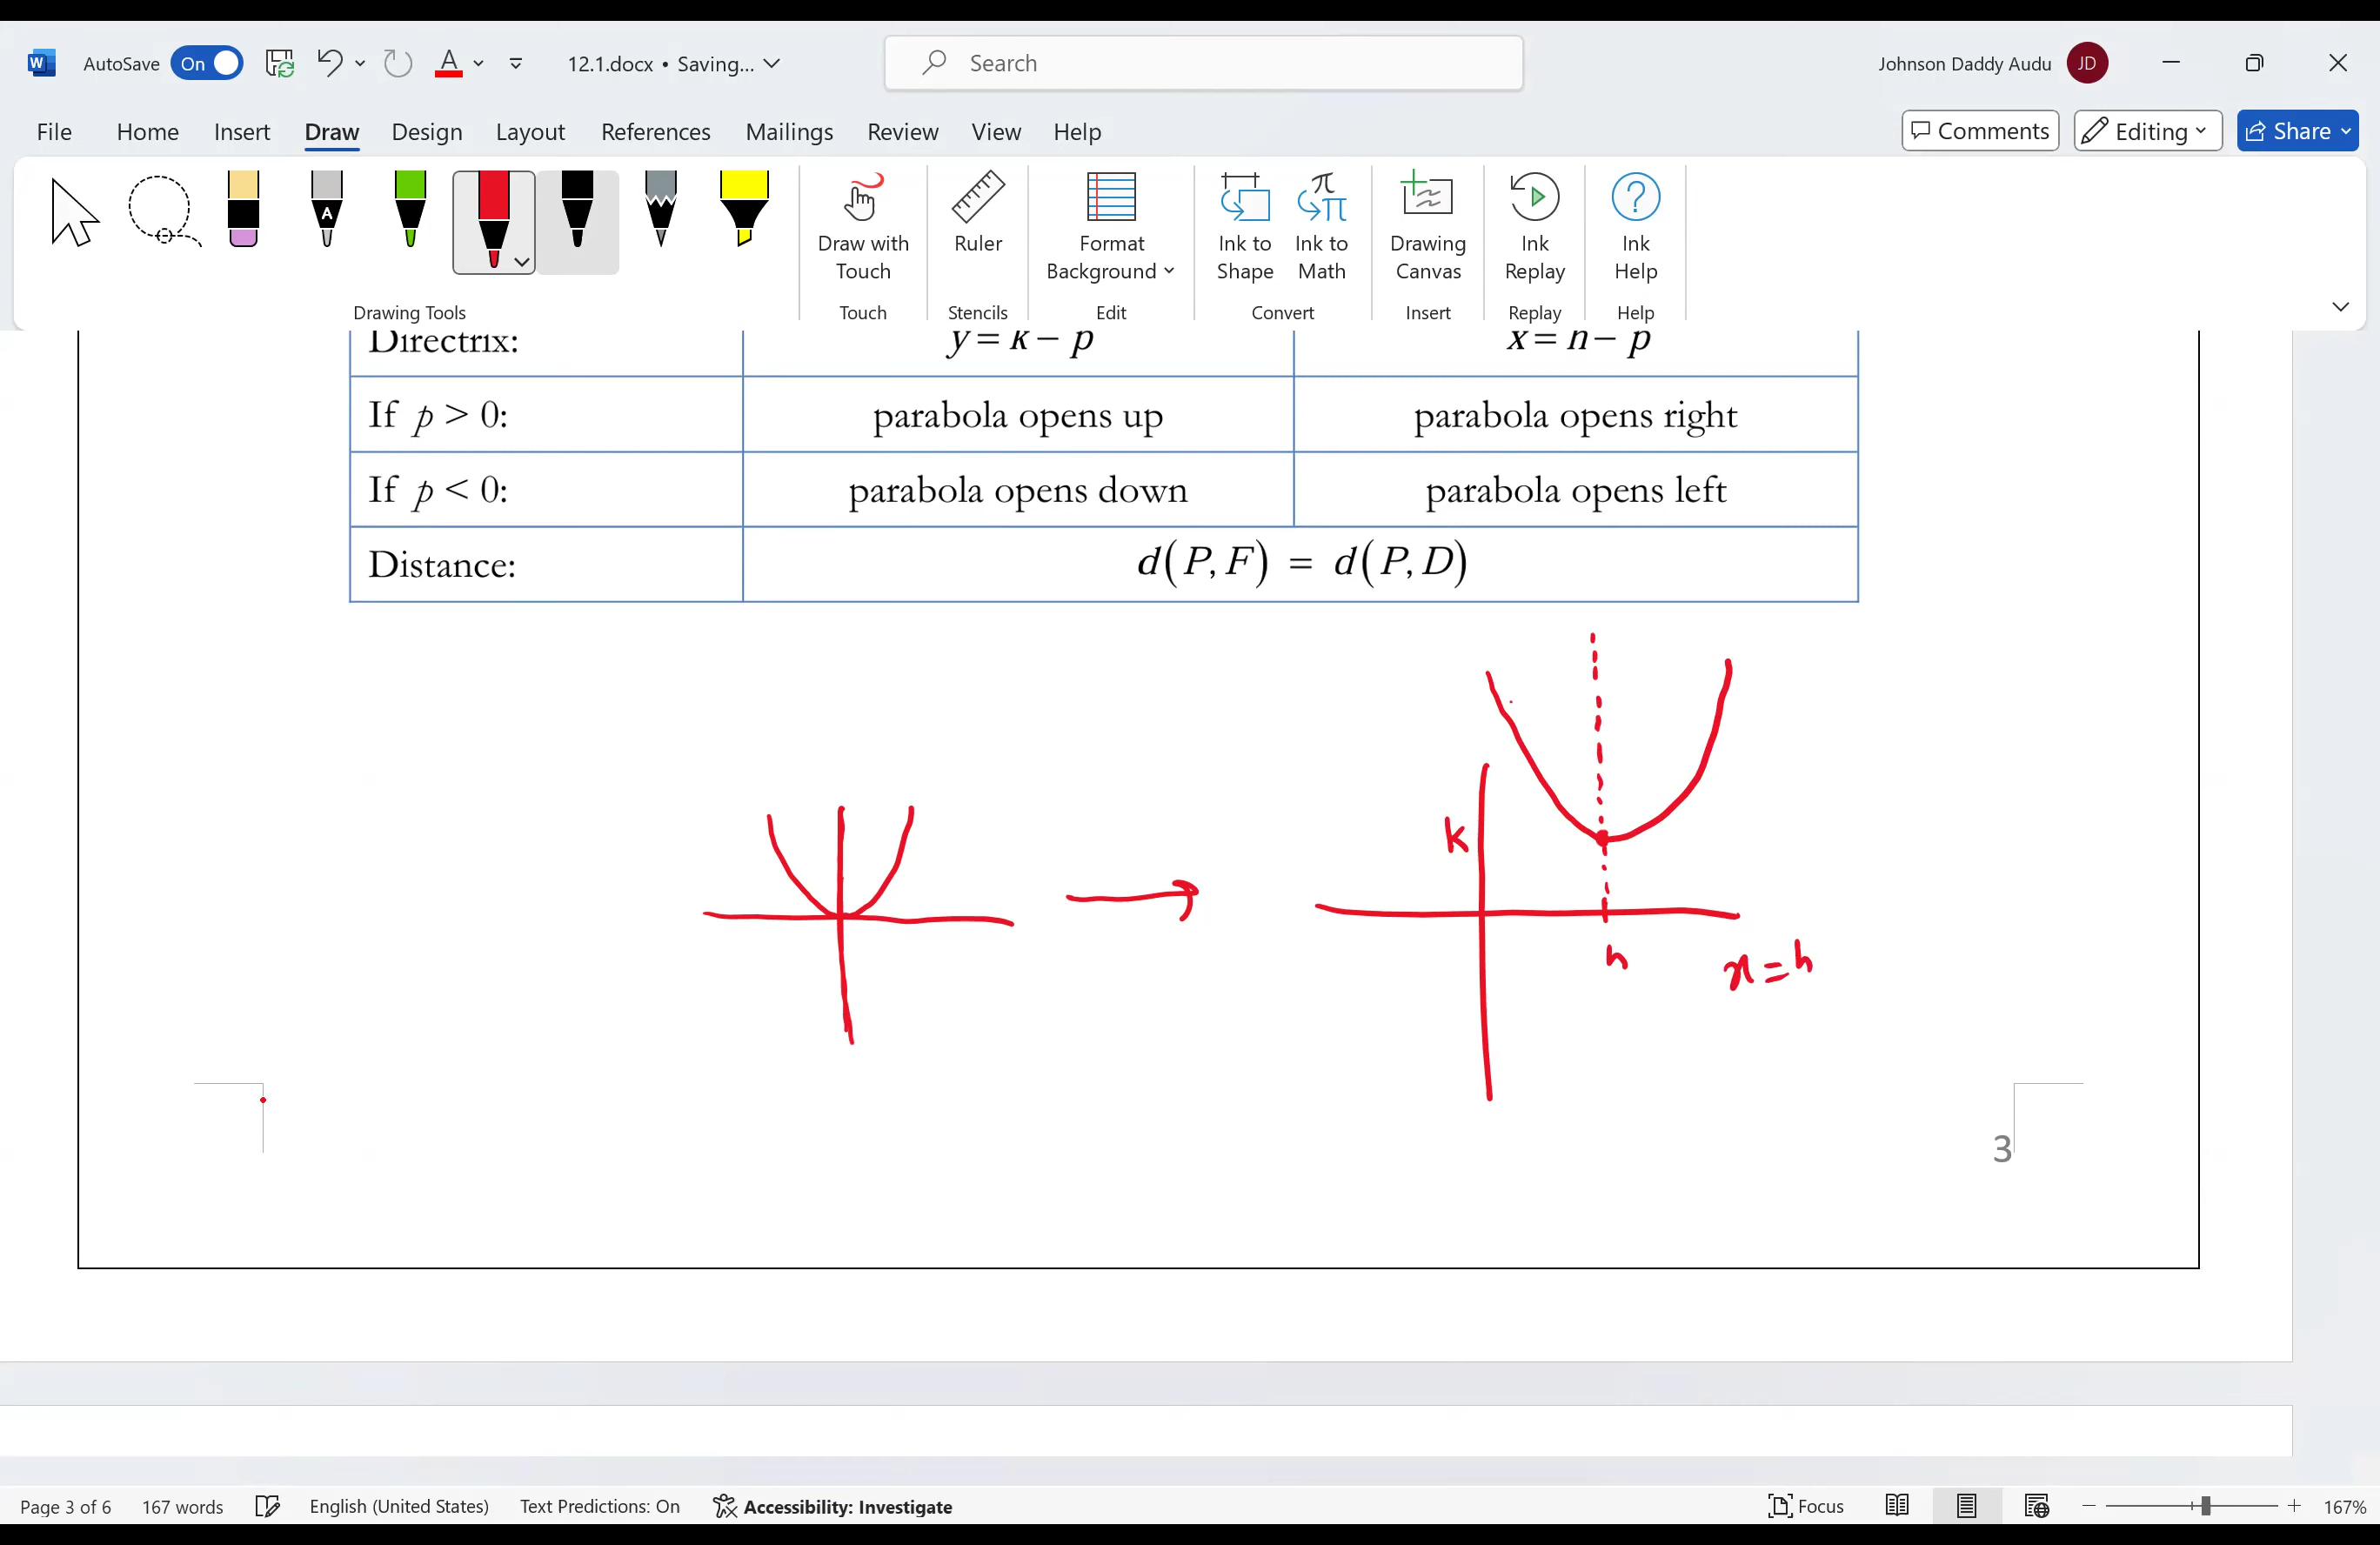 AutoSave On 12.1.docx • Saving... Search Johnson Daddy Audu JD
File Home Insert Draw Design Layout References Mailings Review View Help Comments Editing Share
Draw with Touch
Ruler
Format Background
Ink to Shape
Ink to Math
Drawing Canvas
Ink Replay
Ink Help
Drawing Tools Touch Stencils Edit Convert Insert Replay Help
Directrix: y = k − p x = h − p
If p > 0: parabola opens up parabola opens right
If p < 0: parabola opens down parabola opens left
Distance: d(P, F) = d(P, D)
k
h
x = h
3
Page 3 of 6 167 words English (United States) Text Predictions: On Accessibility: Investigate Focus 167%